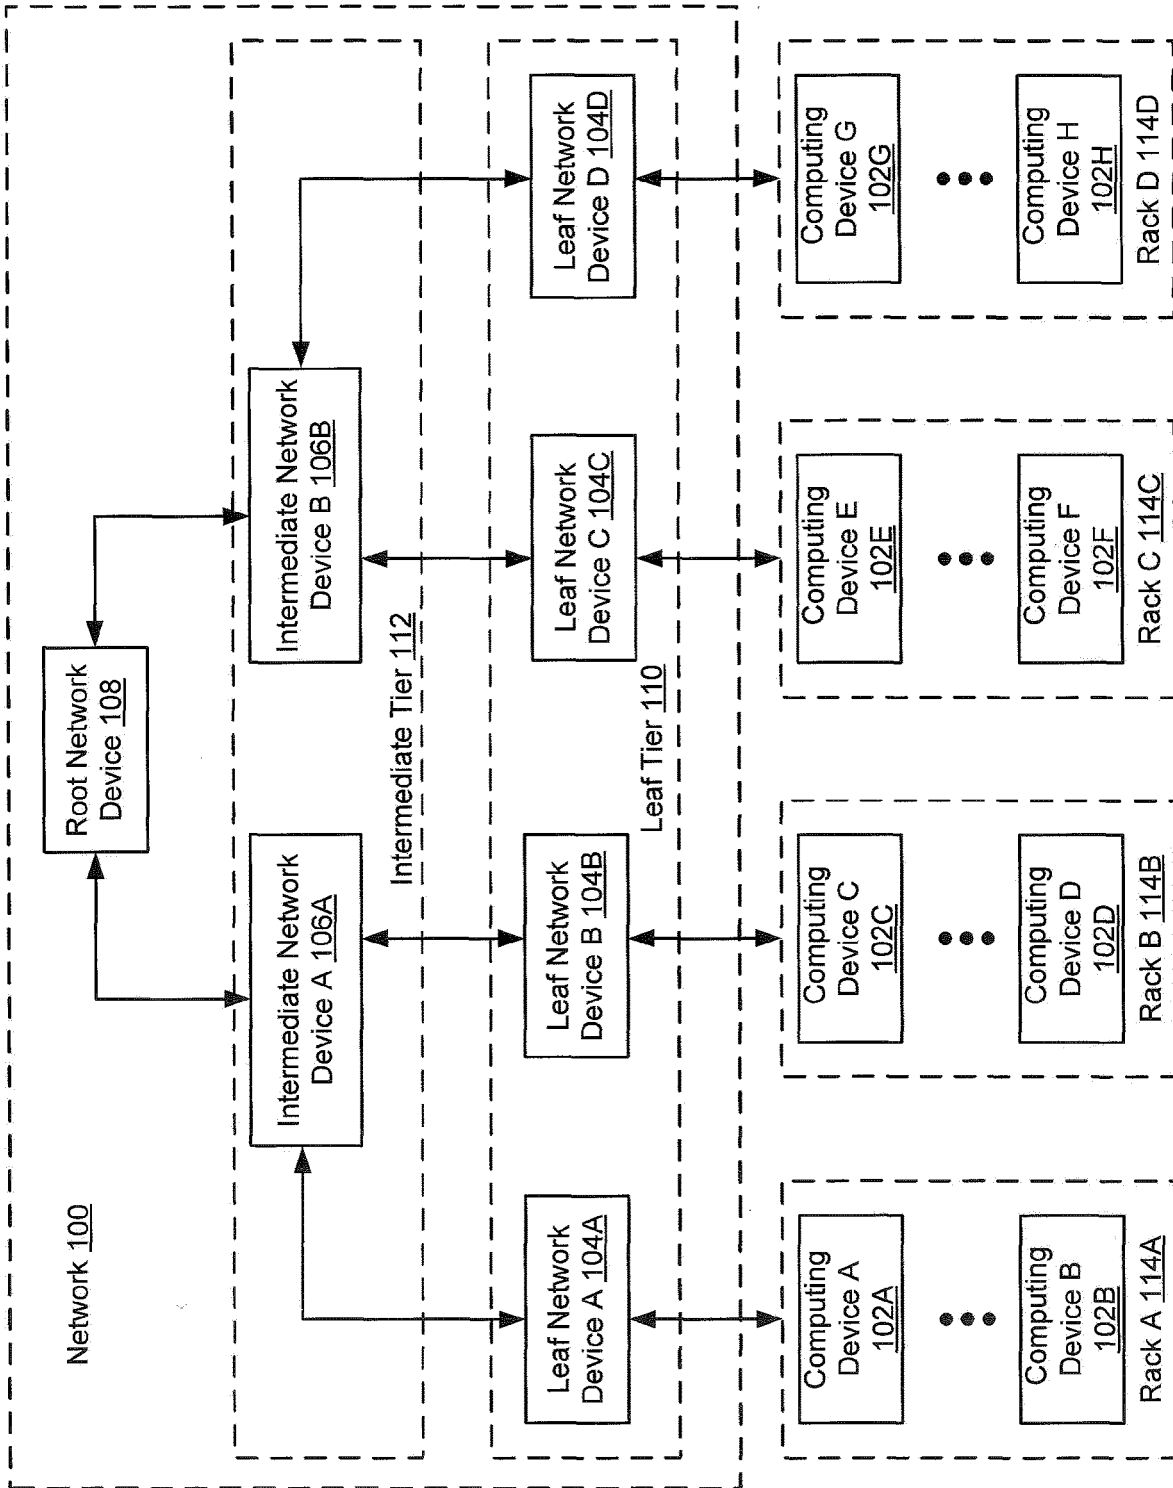 Network 100
Root Network
Device 108
Intermediate Network
Device A 106A
Intermediate Network
Device B 106B
Intermediate Tier 112
Leaf Network
Device A 104A
Leaf Network
Device B 104B
Leaf Network
Device C 104C
Leaf Network
Device D 104D
Leaf Tier 110
Computing
Device A
102A
Computing
Device B
102B
Rack A 114A
Computing
Device C
102C
Computing
Device D
102D
Rack B 114B
Computing
Device E
102E
Computing
Device F
102F
Rack C 114C
Computing
Device G
102G
Computing
Device H
102H
Rack D 114D